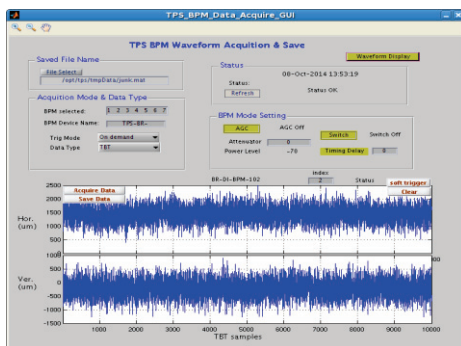 TPS_BPM_Data_Acquire_GUI
TPS BPM Waveform Acquition & Save
Waveform Display
Saved File Name
File Select..
/opt/tps/tmpData/junk.mat
Status
08-Oct-2014 13:53:19
Status:
Refresh
Status OK
Acquition Mode & Data Type
BPM selected:
1 2 3 4 5 6 7
BPM Device Name:
TPS-BR-
Trig Mode
On demand
Data Type
TBT
BPM Mode Setting
AGC
AGC Off
Switch
Switch Off
Attenuator
0
Power Level
-70
Timing Delay
0
BR-DI-BPM-102
index
2
Status
soft trigger
Clear
Acquire Data
Save Data
Hor.
(um)
2500
2000
1500
1000
500
0
Ver.
(um)
500
0
-500
-1000
-1500
1000 2000 3000 4000 5000 6000 7000 8000 9000 10000
TBT samples